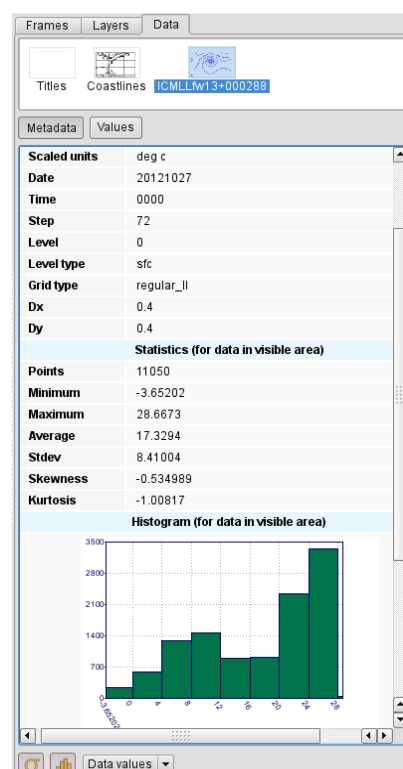 Frames Layers Data
Titles Coastlines ICMLLfw13+000288
Metadata Values
Scaled units deg c
Date 20121027
Time 0000
Step 72
Level 0
Level type sfc
Grid type regular_ll
Dx 0.4
Dy 0.4
Statistics (for data in visible area)
Points 11050
Minimum -3.65202
Maximum 28.6673
Average 17.3294
Stdev 8.41004
Skewness -0.534989
Kurtosis -1.00817
Histogram (for data in visible area)
3500
2800
2100
1400
700
0
-3.65202 0 4 8 12 16 20 24 28
σ Data values